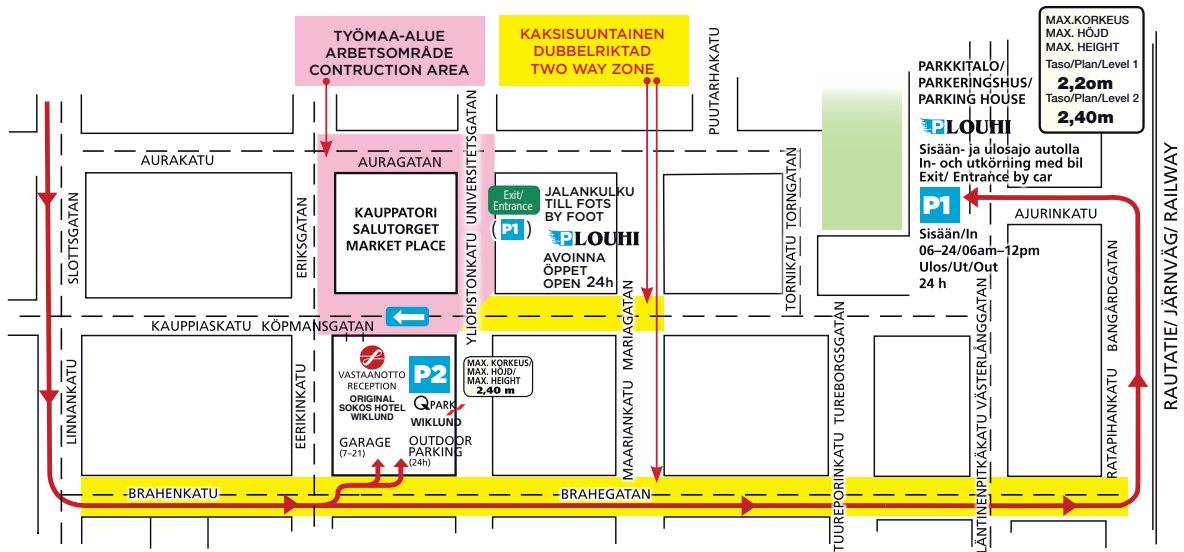 TYÖMAA-ALUE
ARBETSOMRÅDE
CONTRUCTION AREA
KAKSISUUNTAINEN
DUBBELRIKTAD
TWO WAY ZONE
PUUTARHAKATU
MAX.KORKEUS
MAX. HÖJD
MAX. HEIGHT
Taso/Plan/Level 1
2,20m
Taso/Plan/Level 2
2,40m
PARKKITALO/
PARKERINGSHUS/
PARKING HOUSE
P LOUHI
Sisään- ja ulosajo autolla
In- och utkörning med bil
Exit/ Entrance by car
P1
Sisään/In
06–24/06am–12pm
Ulos/Ut/Out
24 h
AJURINKATU
RAUTATIE/ JÄRNVÄG/ RAILWAY
AURAKATU
AURAGATAN
SLOTTSGATAN
ERIKSGATAN
KAUPPATORI
SALUTORGET
MARKET PLACE
YLIOPISTONKATU UNIVERSITETSGATAN
Exit/
Entrance
(P1)
JALANKULKU
TILL FOTS
BY FOOT
P LOUHI
AVOINNA
ÖPPET
OPEN 24h
MAARIANKATU MARIAGATAN
TORNIKATU TORNGATAN
KAUPPIASKATU KÖPMANSGATAN
LINNANKATU
EERIKINKATU
VASTAANOTTO
RECEPTION
ORIGINAL
SOKOS HOTEL
WIKLUND
P2
Q PARK
WIKLUND
MAX. KORKEUS/
MAX. HÖJD/
MAX. HEIGHT
2,40 m
GARAGE
(7–21)
OUTDOOR
PARKING
(24h)
TUUREPORINKATU TUREBORGSGATAN
LÄNTINENPITKÄKATU VÄSTERLÅNGGATAN
RATAPIHANKATU BANGÅRDGATAN
BRAHENKATU
BRAHEGATAN